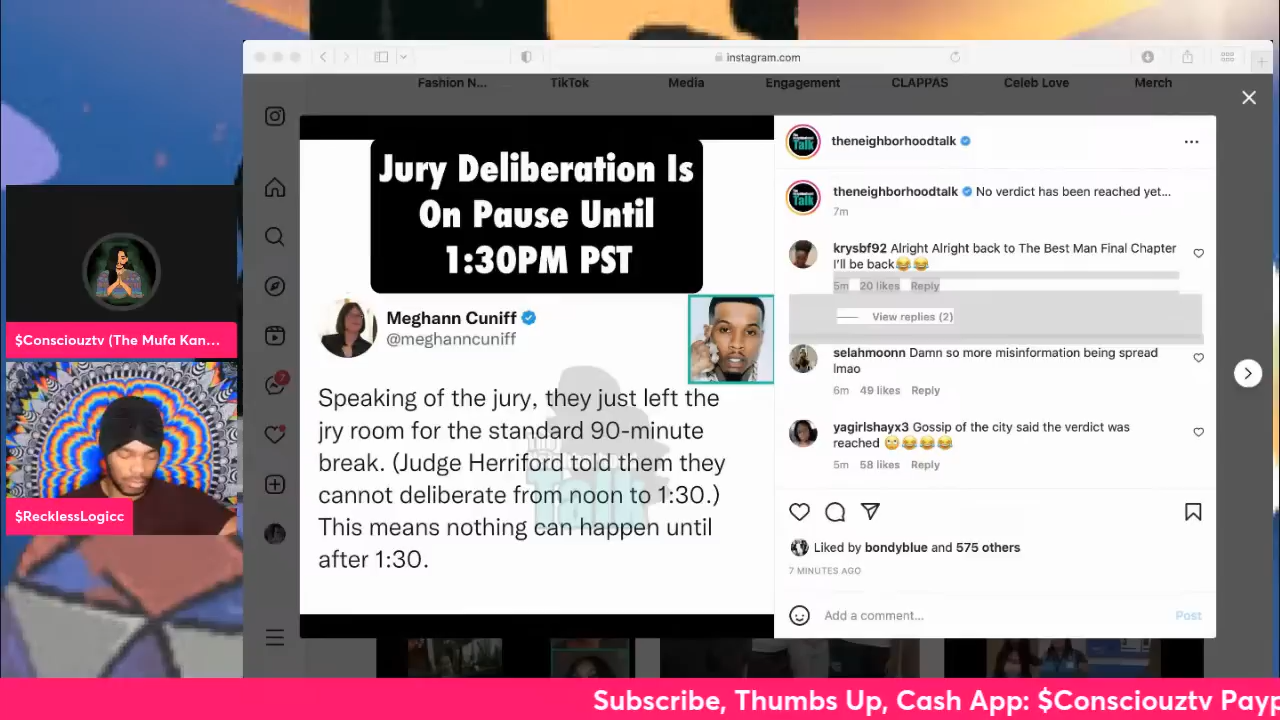 instagram.com
Fashion N... TikTok Media Engagement CLAPPAS Celeb Love Merch
Jury Deliberation Is
On Pause Until
1:30PM PST
Meghann Cuniff
@meghanncuniff
Speaking of the jury, they just left the
jry room for the standard 90-minute
break. (Judge Herriford told them they
cannot deliberate from noon to 1:30.)
This means nothing can happen until
after 1:30.
Talk
theneighborhoodtalk
Talk
theneighborhoodtalk No verdict has been reached yet...
7m
krysbf92 Alright Alright back to The Best Man Final Chapter
I'll be back😂😂
5m 20 likes Reply
View replies (2)
selahmoonn Damn so more misinformation being spread
lmao
6m 49 likes Reply
yagirlshayx3 Gossip of the city said the verdict was
reached 🙄😂😂😂
5m 58 likes Reply
Liked by bondyblue and 575 others
7 MINUTES AGO
Add a comment... Post
7
$Consciouztv (The Mufa Kan...
$RecklessLogicc
Subscribe, Thumbs Up, Cash App: $Consciouztv Payp